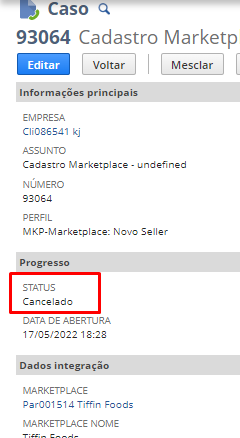 Caso
93064 Cadastro Marketp
Editar Voltar Mesclar
Informações principais
EMPRESA
Cli086541 kj
ASSUNTO
Cadastro Marketplace - undefined
NÚMERO
93064
PERFIL
MKP-Marketplace: Novo Seller
Progresso
STATUS
Cancelado
DATA DE ABERTURA
17/05/2022 18:28
Dados integração
MARKETPLACE
Par001514 Tiffin Foods
MARKETPLACE NOME
Tiffin Foods